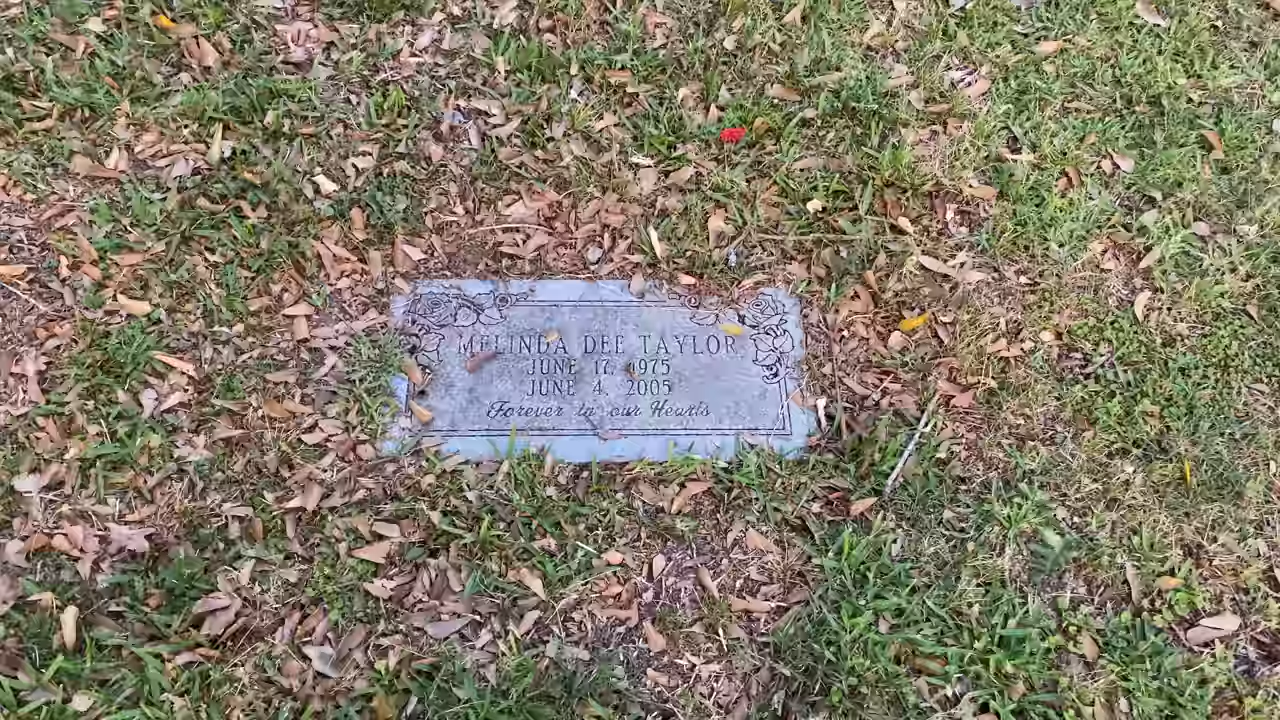 MELINDA DEE TAYLOR
JUNE 17, 1975
JUNE 4, 2005
Forever in our Hearts